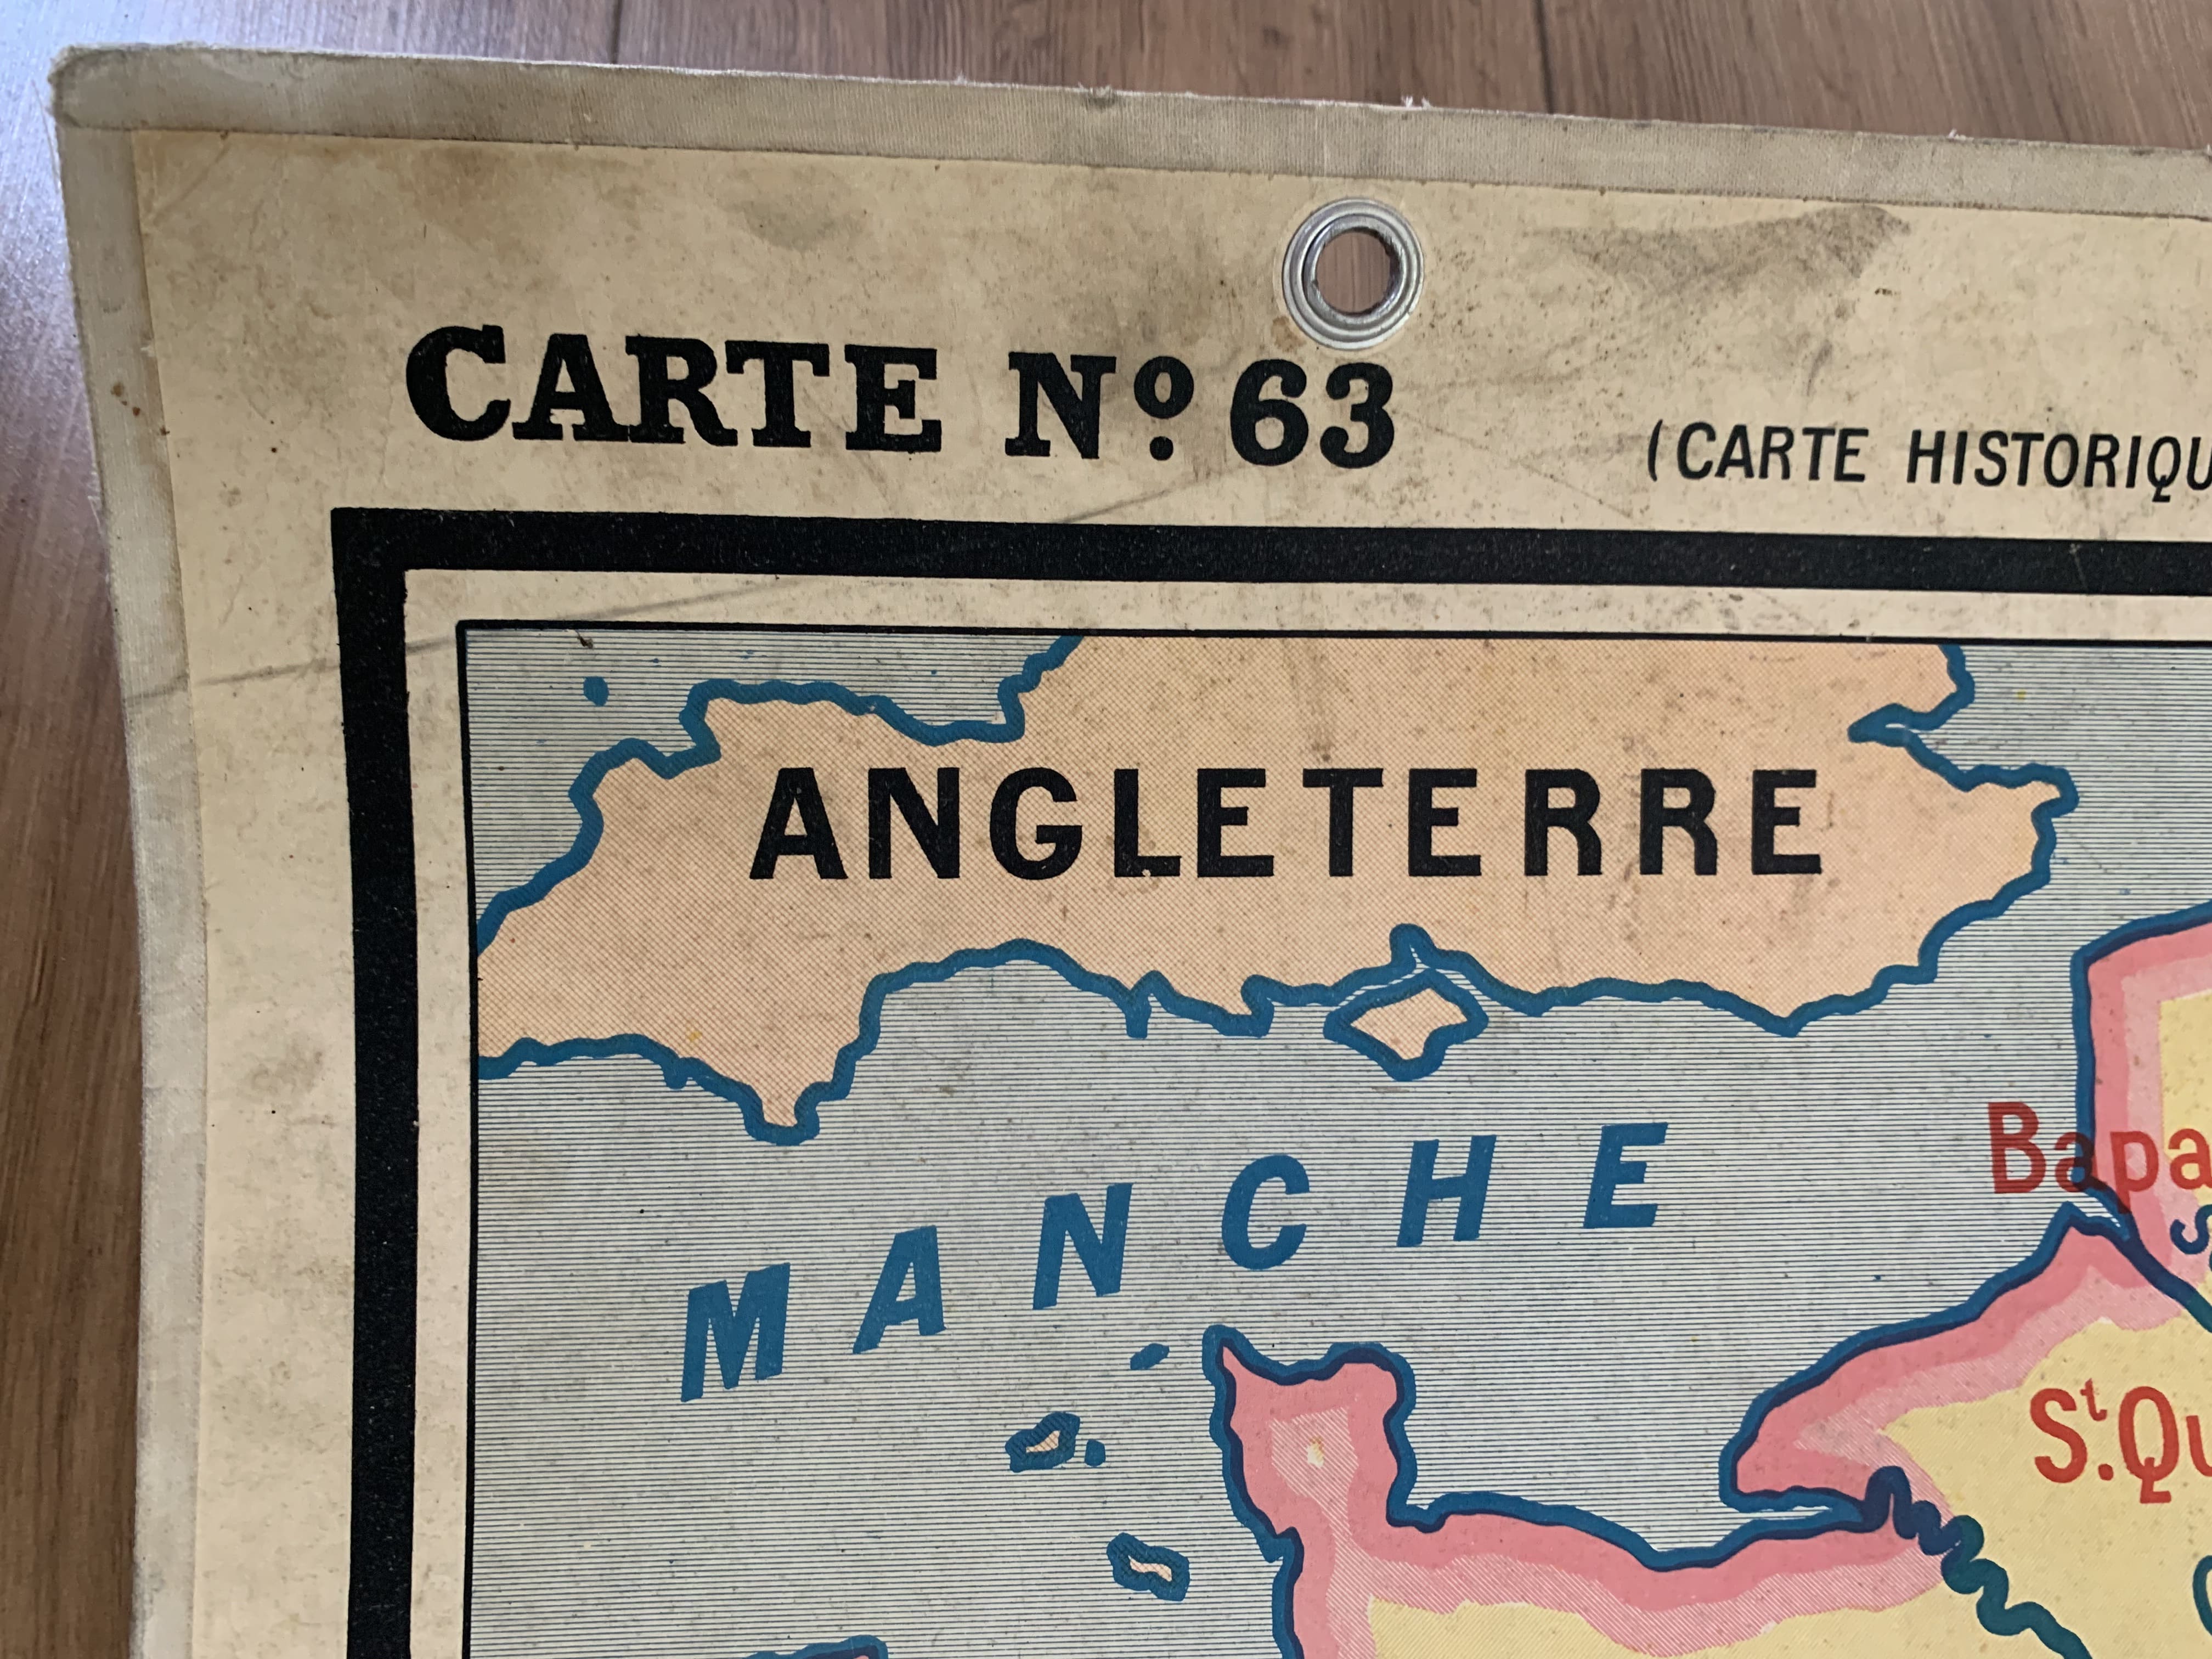 CARTE Nº 63
(CARTE HISTORIQU
ANGLETERRE
MANCHE
Bapa
S
St. Qu